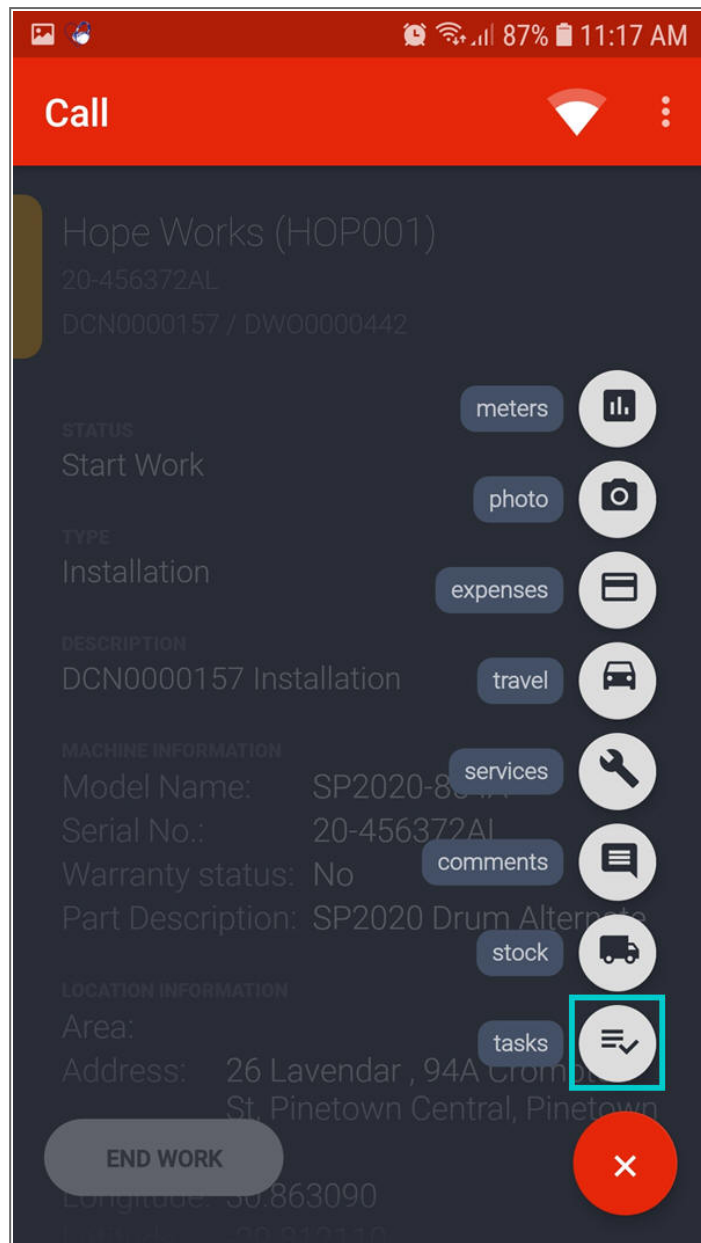 87% 11:17 AM
Call
Hope Works (HOP001)
20-456372AL
DCN0000157 / DWO0000442
meters
STATUS
Start Work
photo
TYPE
Installation
expenses
DESCRIPTION
DCN0000157 Installation
travel
MACHINE INFORMATION
services
Model Name: SP2020-
Serial No.: 20-456372AL
comments
Warranty status: No
Part Description: SP2020 Drum Alternate
stock
LOCATION INFORMATION
Area:
tasks
Address: 26 Lavendar , 94A
St, Pinetown Central, Pinetown
END WORK
Longitude: 30.863090